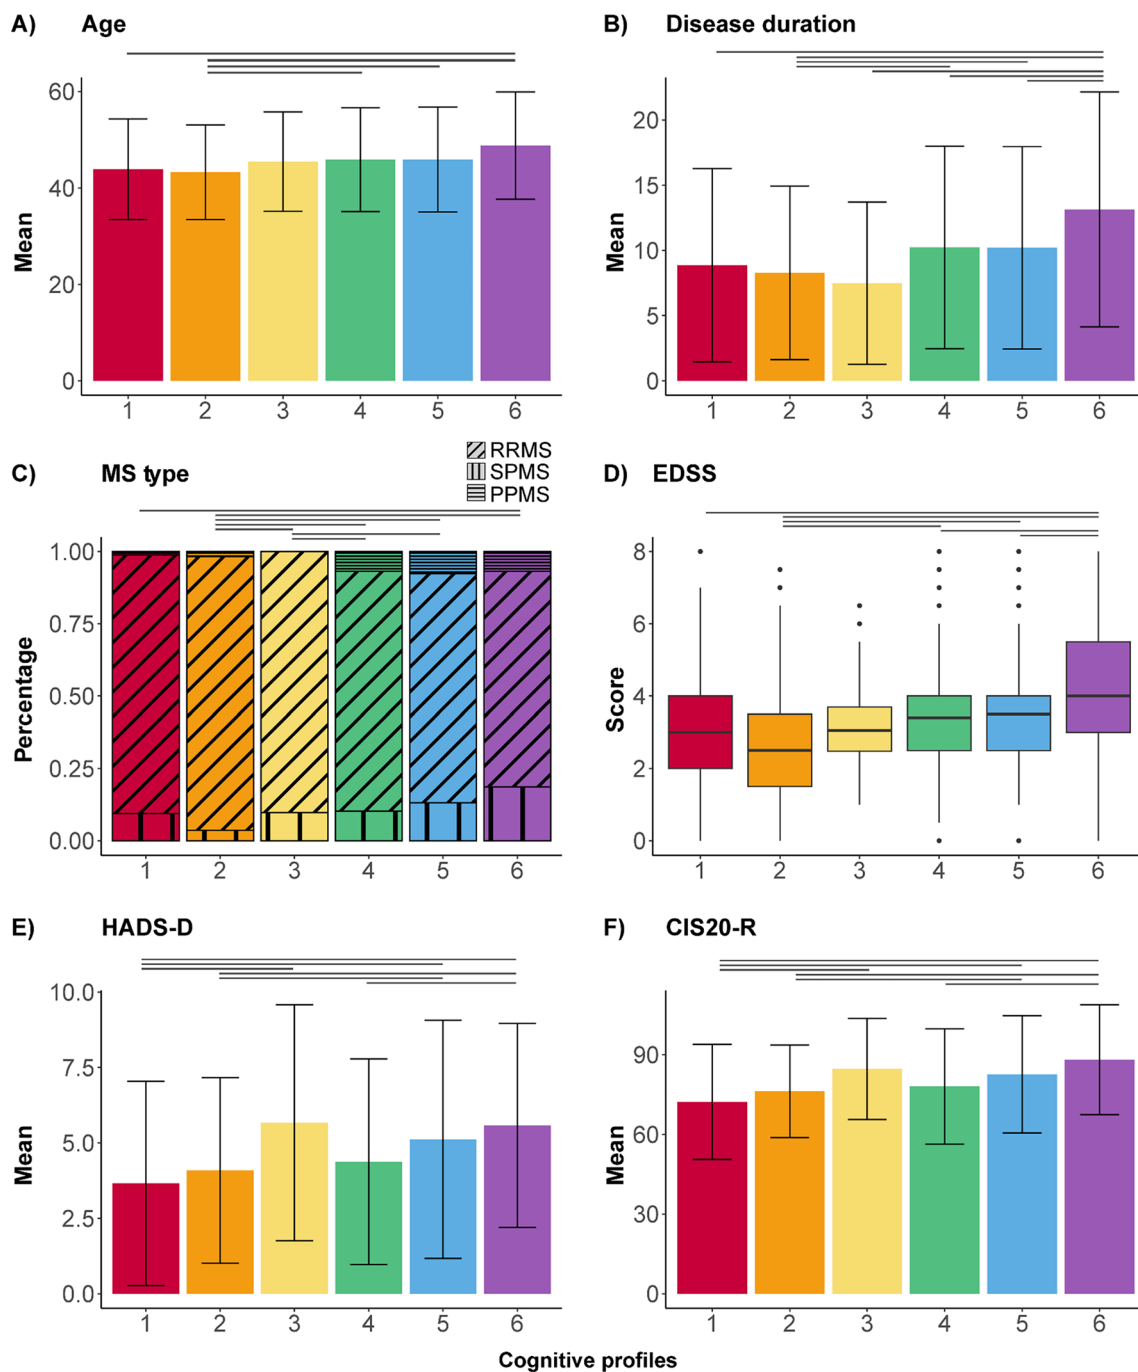 A) Age
B) Disease duration
Mean
60
40
20
0
1 2 3 4 5 6
Mean
20
15
10
5
0
1 2 3 4 5 6
C) MS type
RRMS
SPMS
PPMS
D) EDSS
Percentage
1.00
0.75
0.50
0.25
0.00
1 2 3 4 5 6
Score
8
6
4
2
0
1 2 3 4 5 6
E) HADS-D
F) CIS20-R
Mean
10.0
7.5
5.0
2.5
0.0
1 2 3 4 5 6
Mean
90
60
30
0
1 2 3 4 5 6
Cognitive profiles